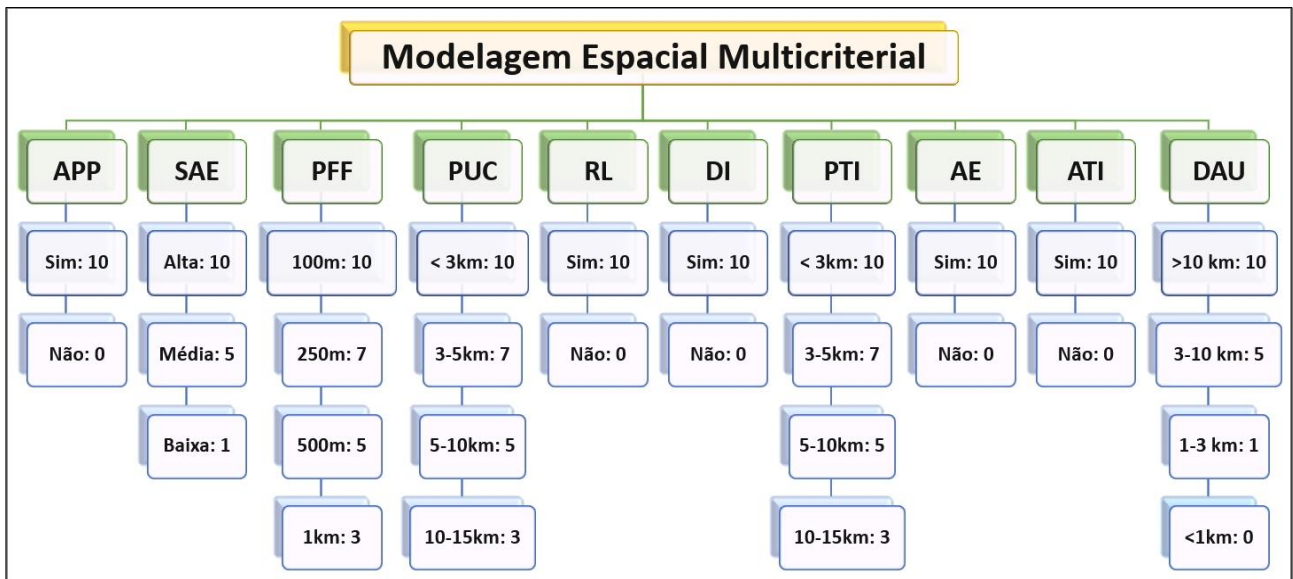 Modelagem Espacial Multicriterial
APP
SAE
PFF
PUC
RL
DI
PTI
AE
ATI
DAU
Sim: 10
Alta: 10
100m: 10
< 3km: 10
Sim: 10
Sim: 10
< 3km: 10
Sim: 10
Sim: 10
>10 km: 10
Não: 0
Média: 5
250m: 7
3-5km: 7
Não: 0
Não: 0
3-5km: 7
Não: 0
Não: 0
3-10 km: 5
Baixa: 1
500m: 5
5-10km: 5
5-10km: 5
1-3 km: 1
1km: 3
10-15km: 3
10-15km: 3
<1km: 0